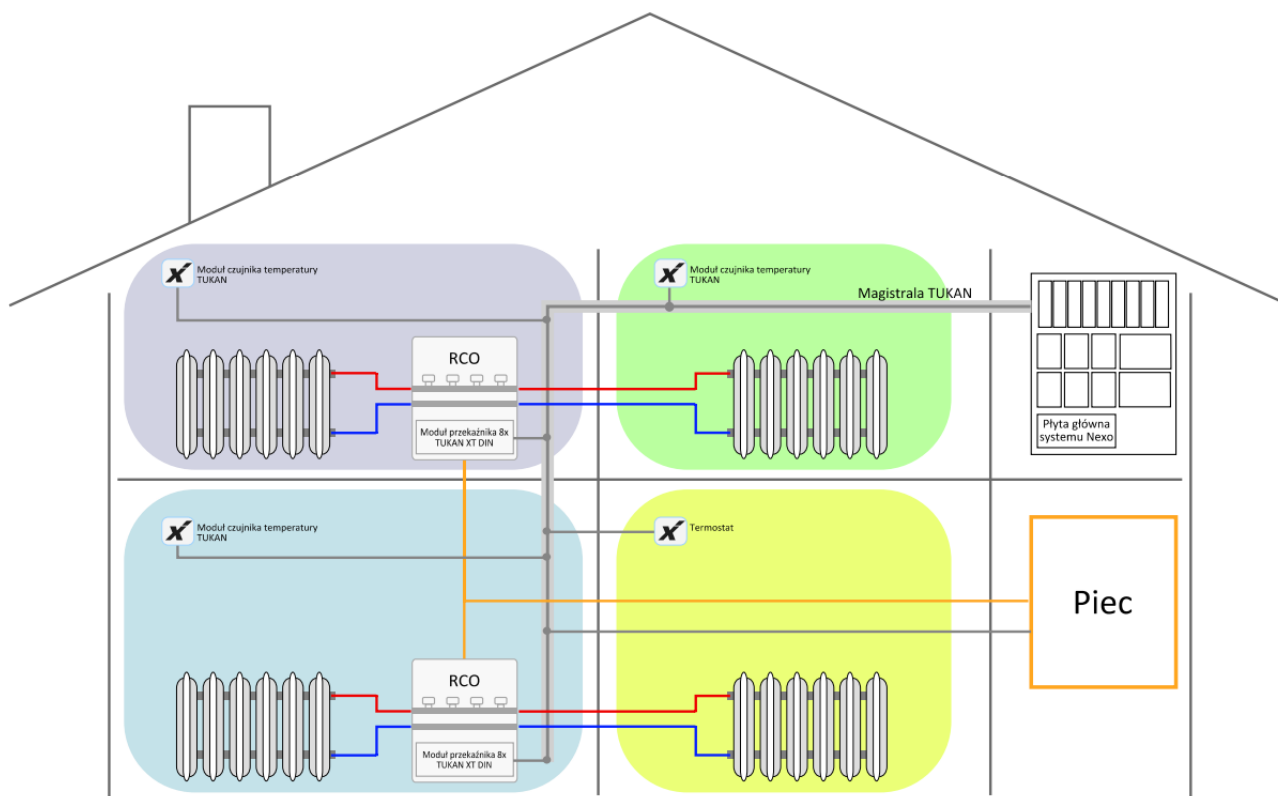 Moduł czujnika temperatury
TUKAN
Moduł czujnika temperatury
TUKAN
Magistrala TUKAN
RCO
Moduł przekaźnika 8x
TUKAN XT DIN
Płyta główna
systemu Nexo
Moduł czujnika temperatury
TUKAN
Termostat
Piec
RCO
Moduł przekaźnika 8x
TUKAN XT DIN